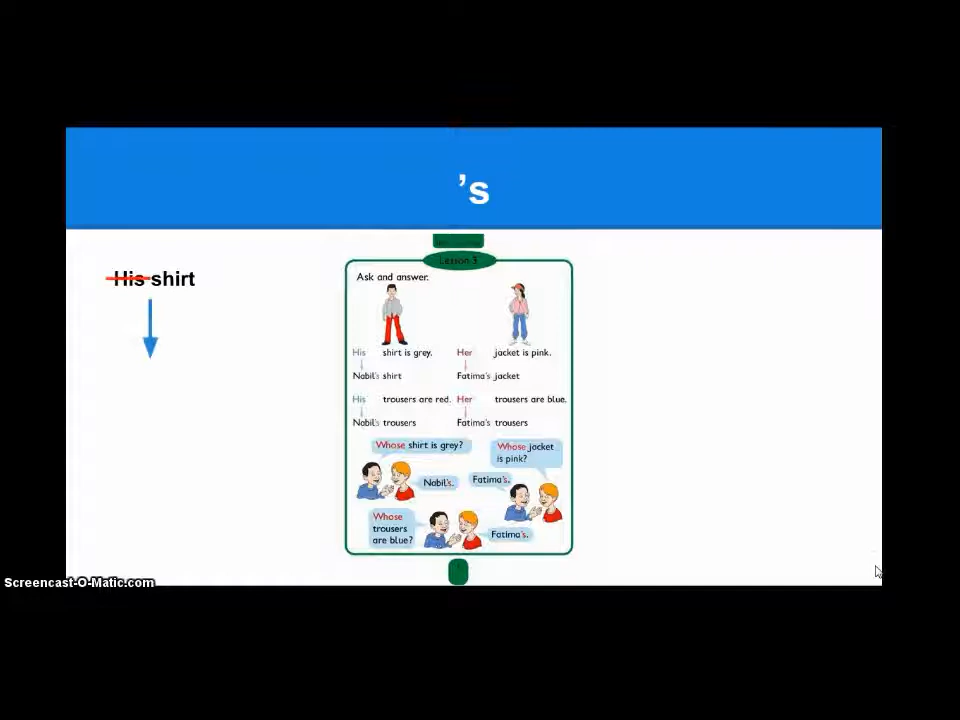 ’s
His shirt
Lesson 3
Ask and answer.
His shirt is grey. Her jacket is pink.
Nabil's shirt Fatima's jacket
His trousers are red. Her trousers are blue.
Nabil's trousers Fatima's trousers
Whose shirt is grey?
Whose jacket
is pink?
Nabil's.
Fatima's.
Whose
trousers
are blue?
Fatima's.
Screencast-O-Matic.com